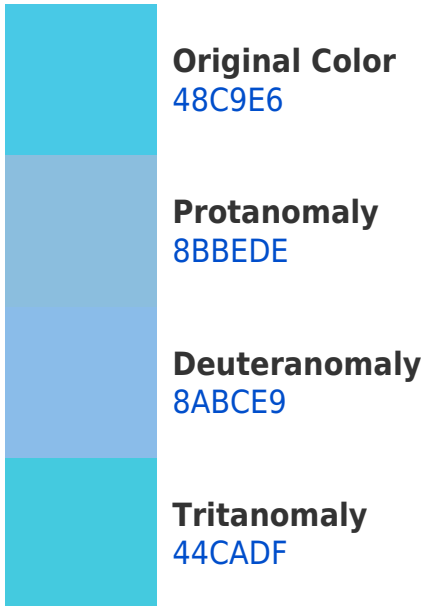 Original Color
48C9E6
Protanomaly
8BBEDE
Deuteranomaly
8ABCE9
Tritanomaly
44CADF